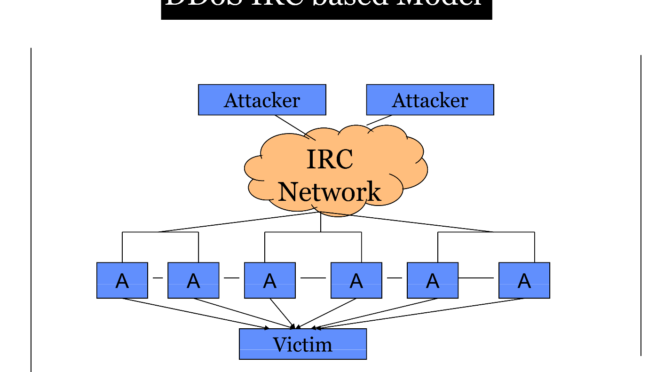 DDoS IRC based Model
Attacker Attacker
IRC
Network
A A A A A A
Victim